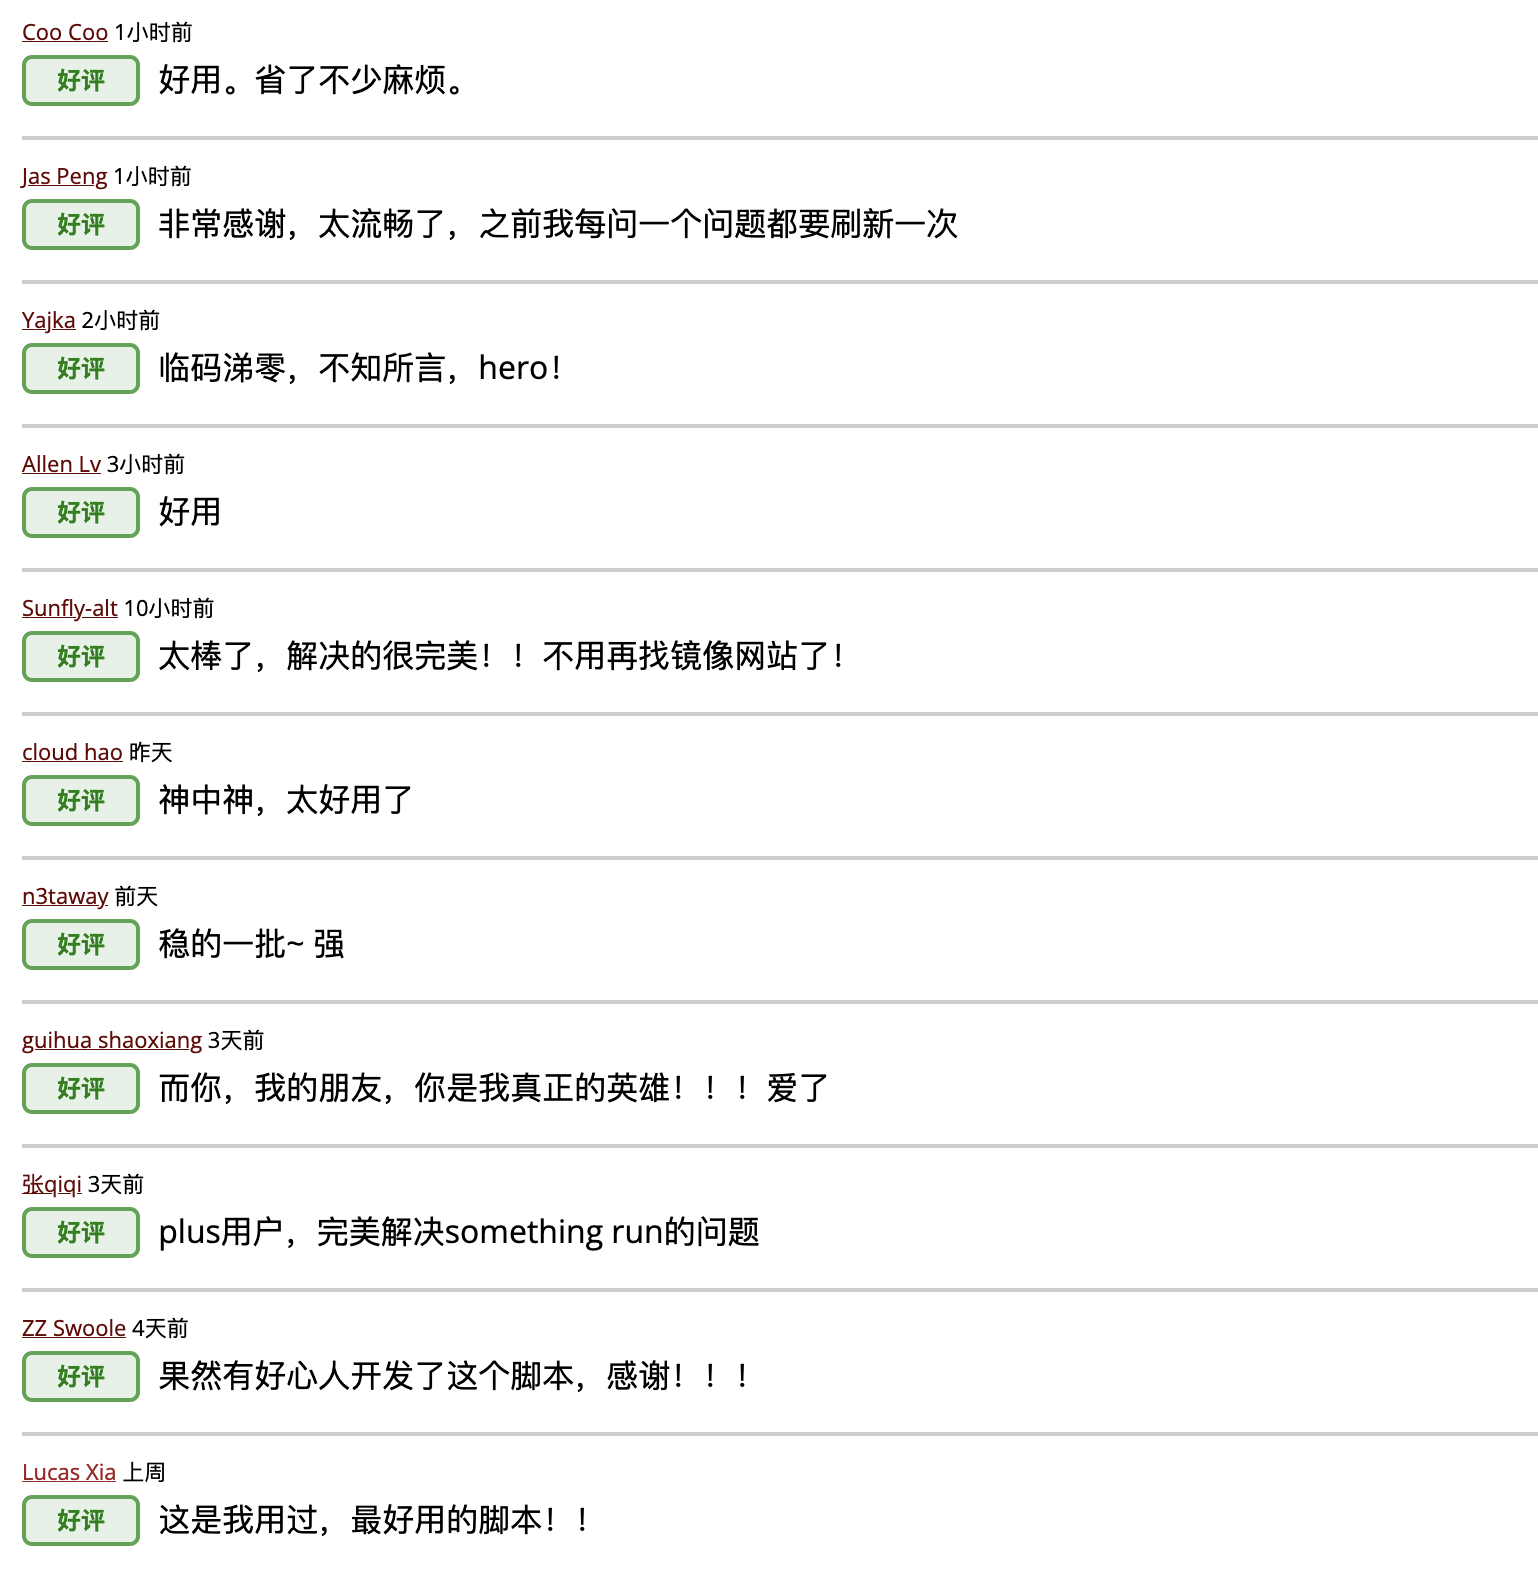 Coo Coo 1小时前
好评 好用。省了不少麻烦。
Jas Peng 1小时前
好评 非常感谢，太流畅了，之前我每问一个问题都要刷新一次
Yajka 2小时前
好评 临码涕零，不知所言，hero！
Allen Lv 3小时前
好评 好用
Sunfly-alt 10小时前
好评 太棒了，解决的很完美！！不用再找镜像网站了！
cloud hao 昨天
好评 神中神，太好用了
n3taway 前天
好评 稳的一批~ 强
guihua shaoxiang 3天前
好评 而你，我的朋友，你是我真正的英雄！！！爱了
张qiqi 3天前
好评 plus用户，完美解决something run的问题
ZZ Swoole 4天前
好评 果然有好心人开发了这个脚本，感谢！！！
Lucas Xia 上周
好评 这是我用过，最好用的脚本！！